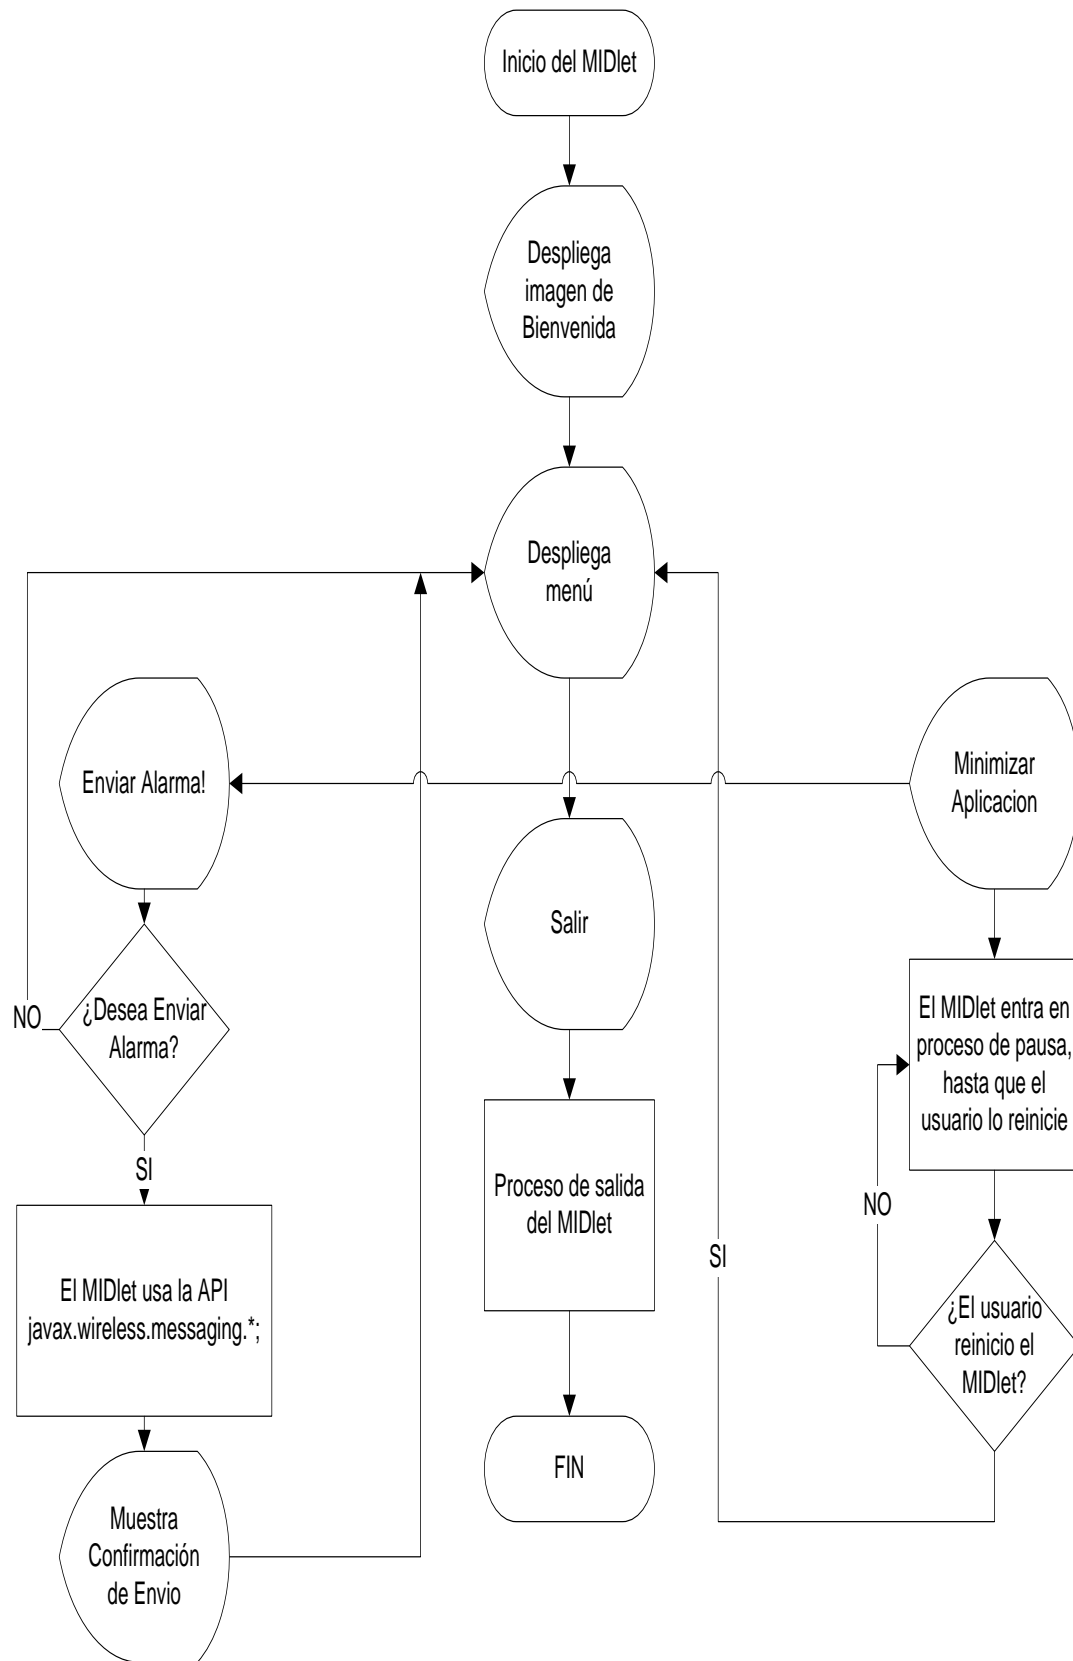 Inicio del MIDlet
Despliega
imagen de
Bienvenida
Despliega
menú
Enviar Alarma!
Minimizar
Aplicacion
Salir
¿Desea Enviar
Alarma?
NO
El MIDlet entra en
proceso de pausa,
hasta que el
usuario lo reinicie
SI
Proceso de salida
del MIDlet
NO
SI
El MIDlet usa la API
javax.wireless.messaging.*;
¿El usuario
reinicio el
MIDlet?
FIN
Muestra
Confirmación
de Envio